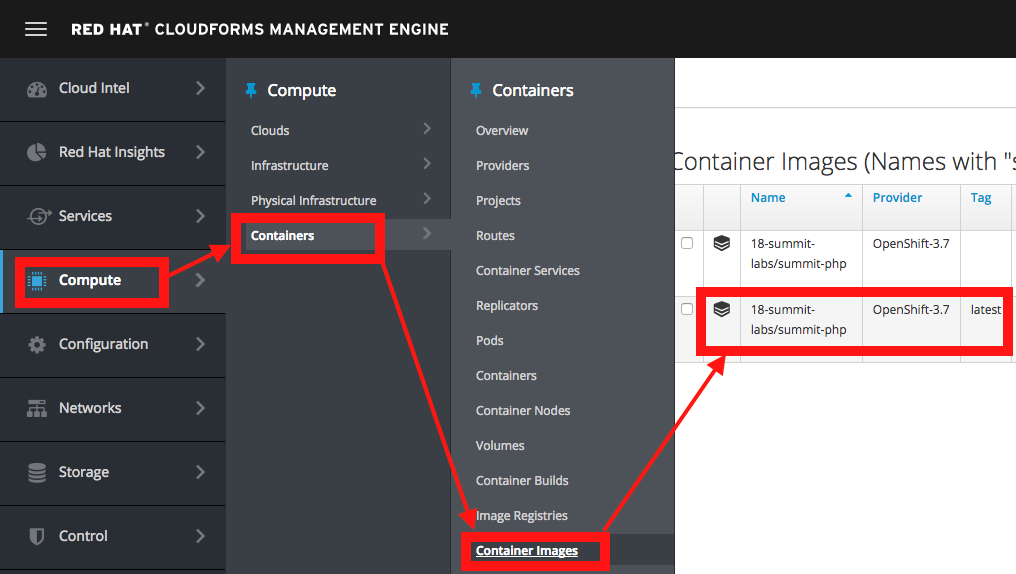 RED HAT® CLOUDFORMS MANAGEMENT ENGINE
Cloud Intel
Red Hat Insights
Services
Compute
Configuration
Networks
Storage
Control
Compute
Clouds
Infrastructure
Physical Infrastructure
Containers
Containers
Overview
Providers
Projects
Routes
Container Services
Replicators
Pods
Containers
Container Nodes
Volumes
Container Builds
Image Registries
Container Images
Container Images (Names with "s
Name Provider Tag
18-summit- OpenShift-3.7
labs/summit-php
18-summit- OpenShift-3.7 latest
labs/summit-php